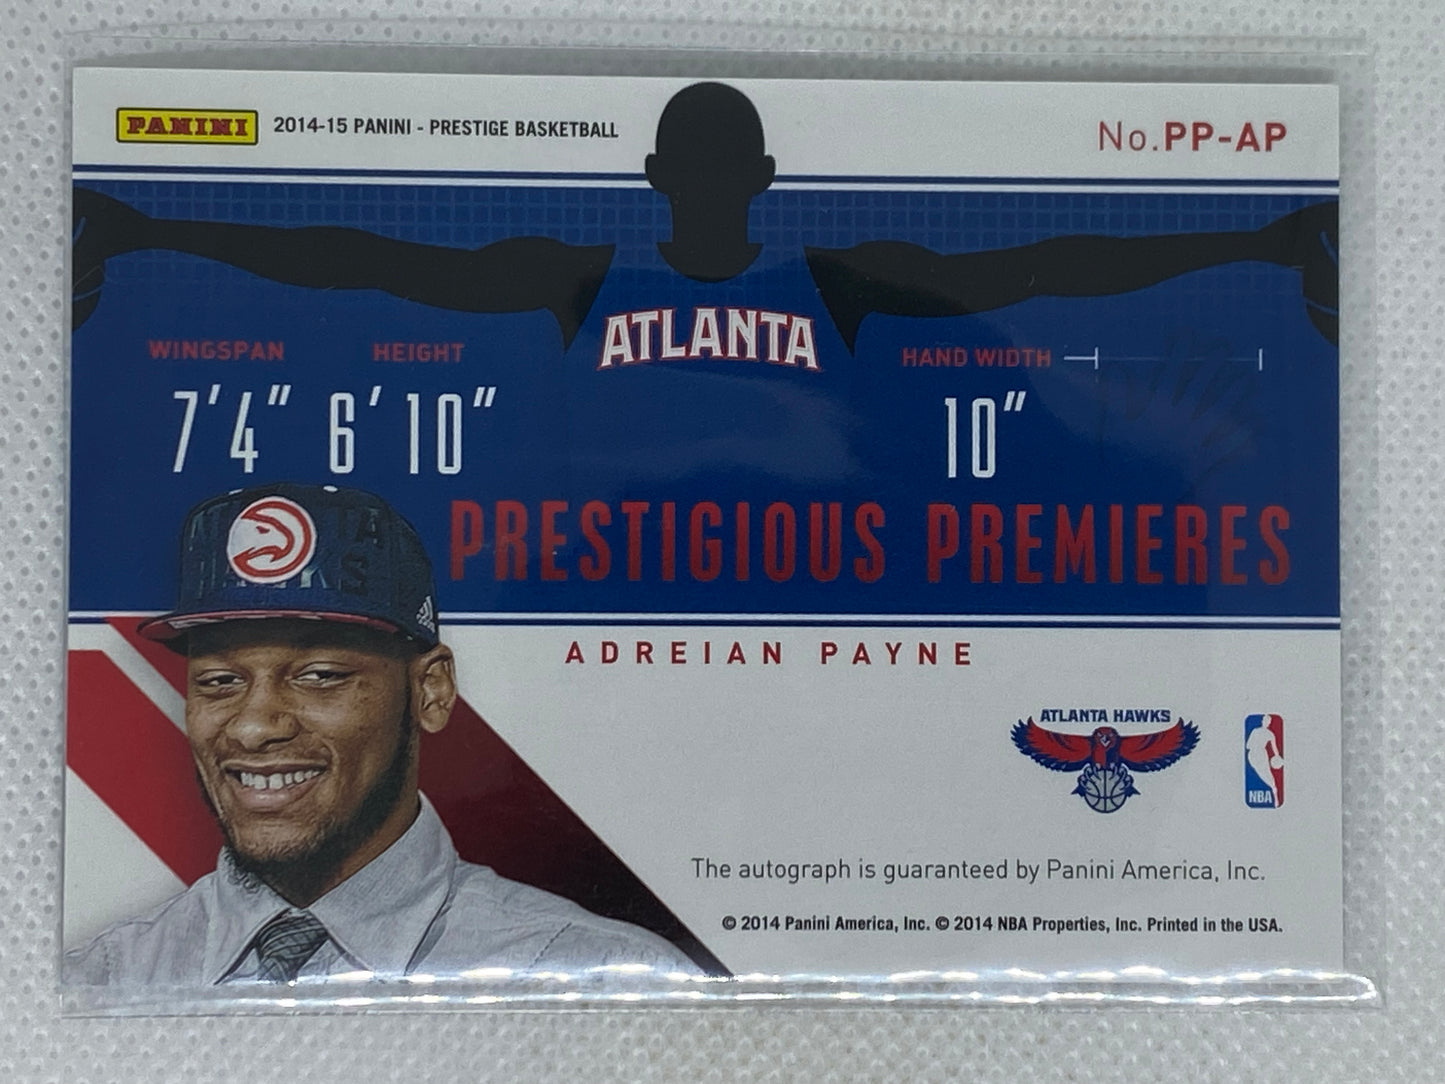 PANINI 2014-15 PANINI - PRESTIGE BASKETBALL
No.PP-AP
ATLANTA
WINGSPAN HEIGHT HAND WIDTH
7'4" 6'10" 10"
PRESTIGIOUS PREMIERES
ADREIAN PAYNE
ATLANTA HAWKS
NBA
The autograph is guaranteed by Panini America, Inc.
© 2014 Panini America, Inc. © 2014 NBA Properties, Inc. Printed in the USA.